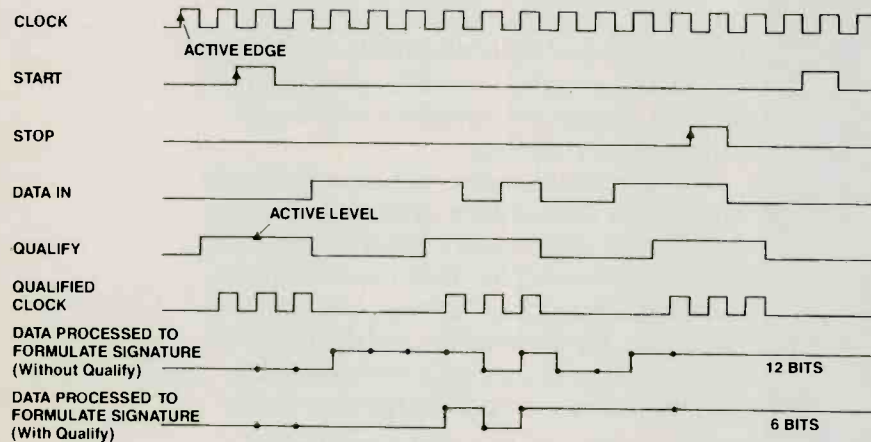 CLOCK
ACTIVE EDGE
START
STOP
DATA IN
ACTIVE LEVEL
QUALIFY
QUALIFIED
CLOCK
DATA PROCESSED TO
FORMULATE SIGNATURE
(Without Qualify)
12 BITS
DATA PROCESSED TO
FORMULATE SIGNATURE
(With Qualify)
6 BITS